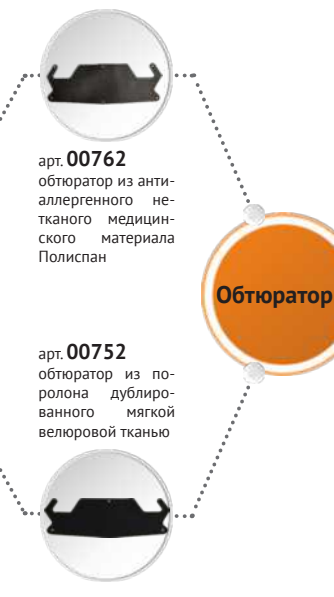 арт. 00762
обтюратор из анти-
аллергенного не-
тканого медицин-
ского материала
Полиспан
Обтюратор
арт. 00752
обтюратор из по-
ролона дублиро-
ванного мягкой
велюровой тканью